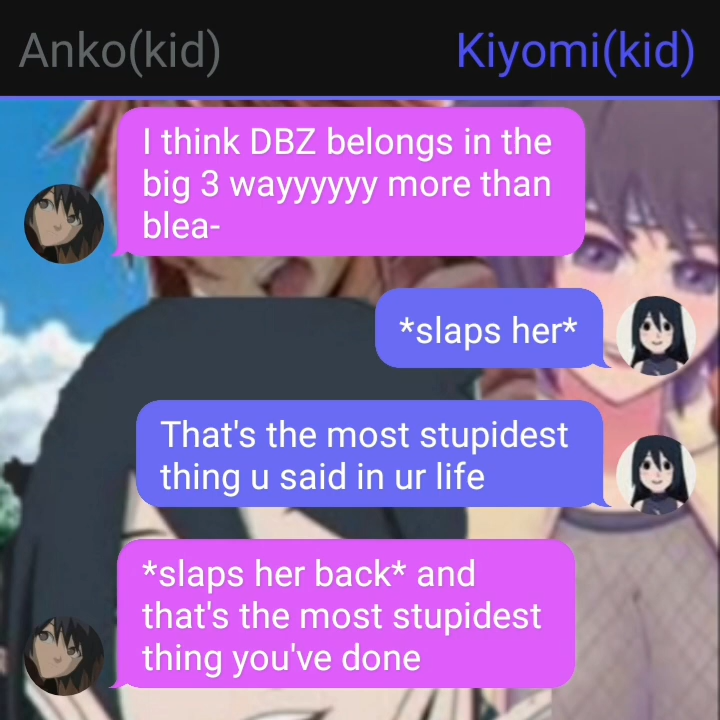 Anko(kid)
Kiyomi(kid)
I think DBZ belongs in the
big 3 wayyyyyy more than
blea-
*slaps her*
That's the most stupidest
thing u said in ur life
*slaps her back* and
that's the most stupidest
thing you've done